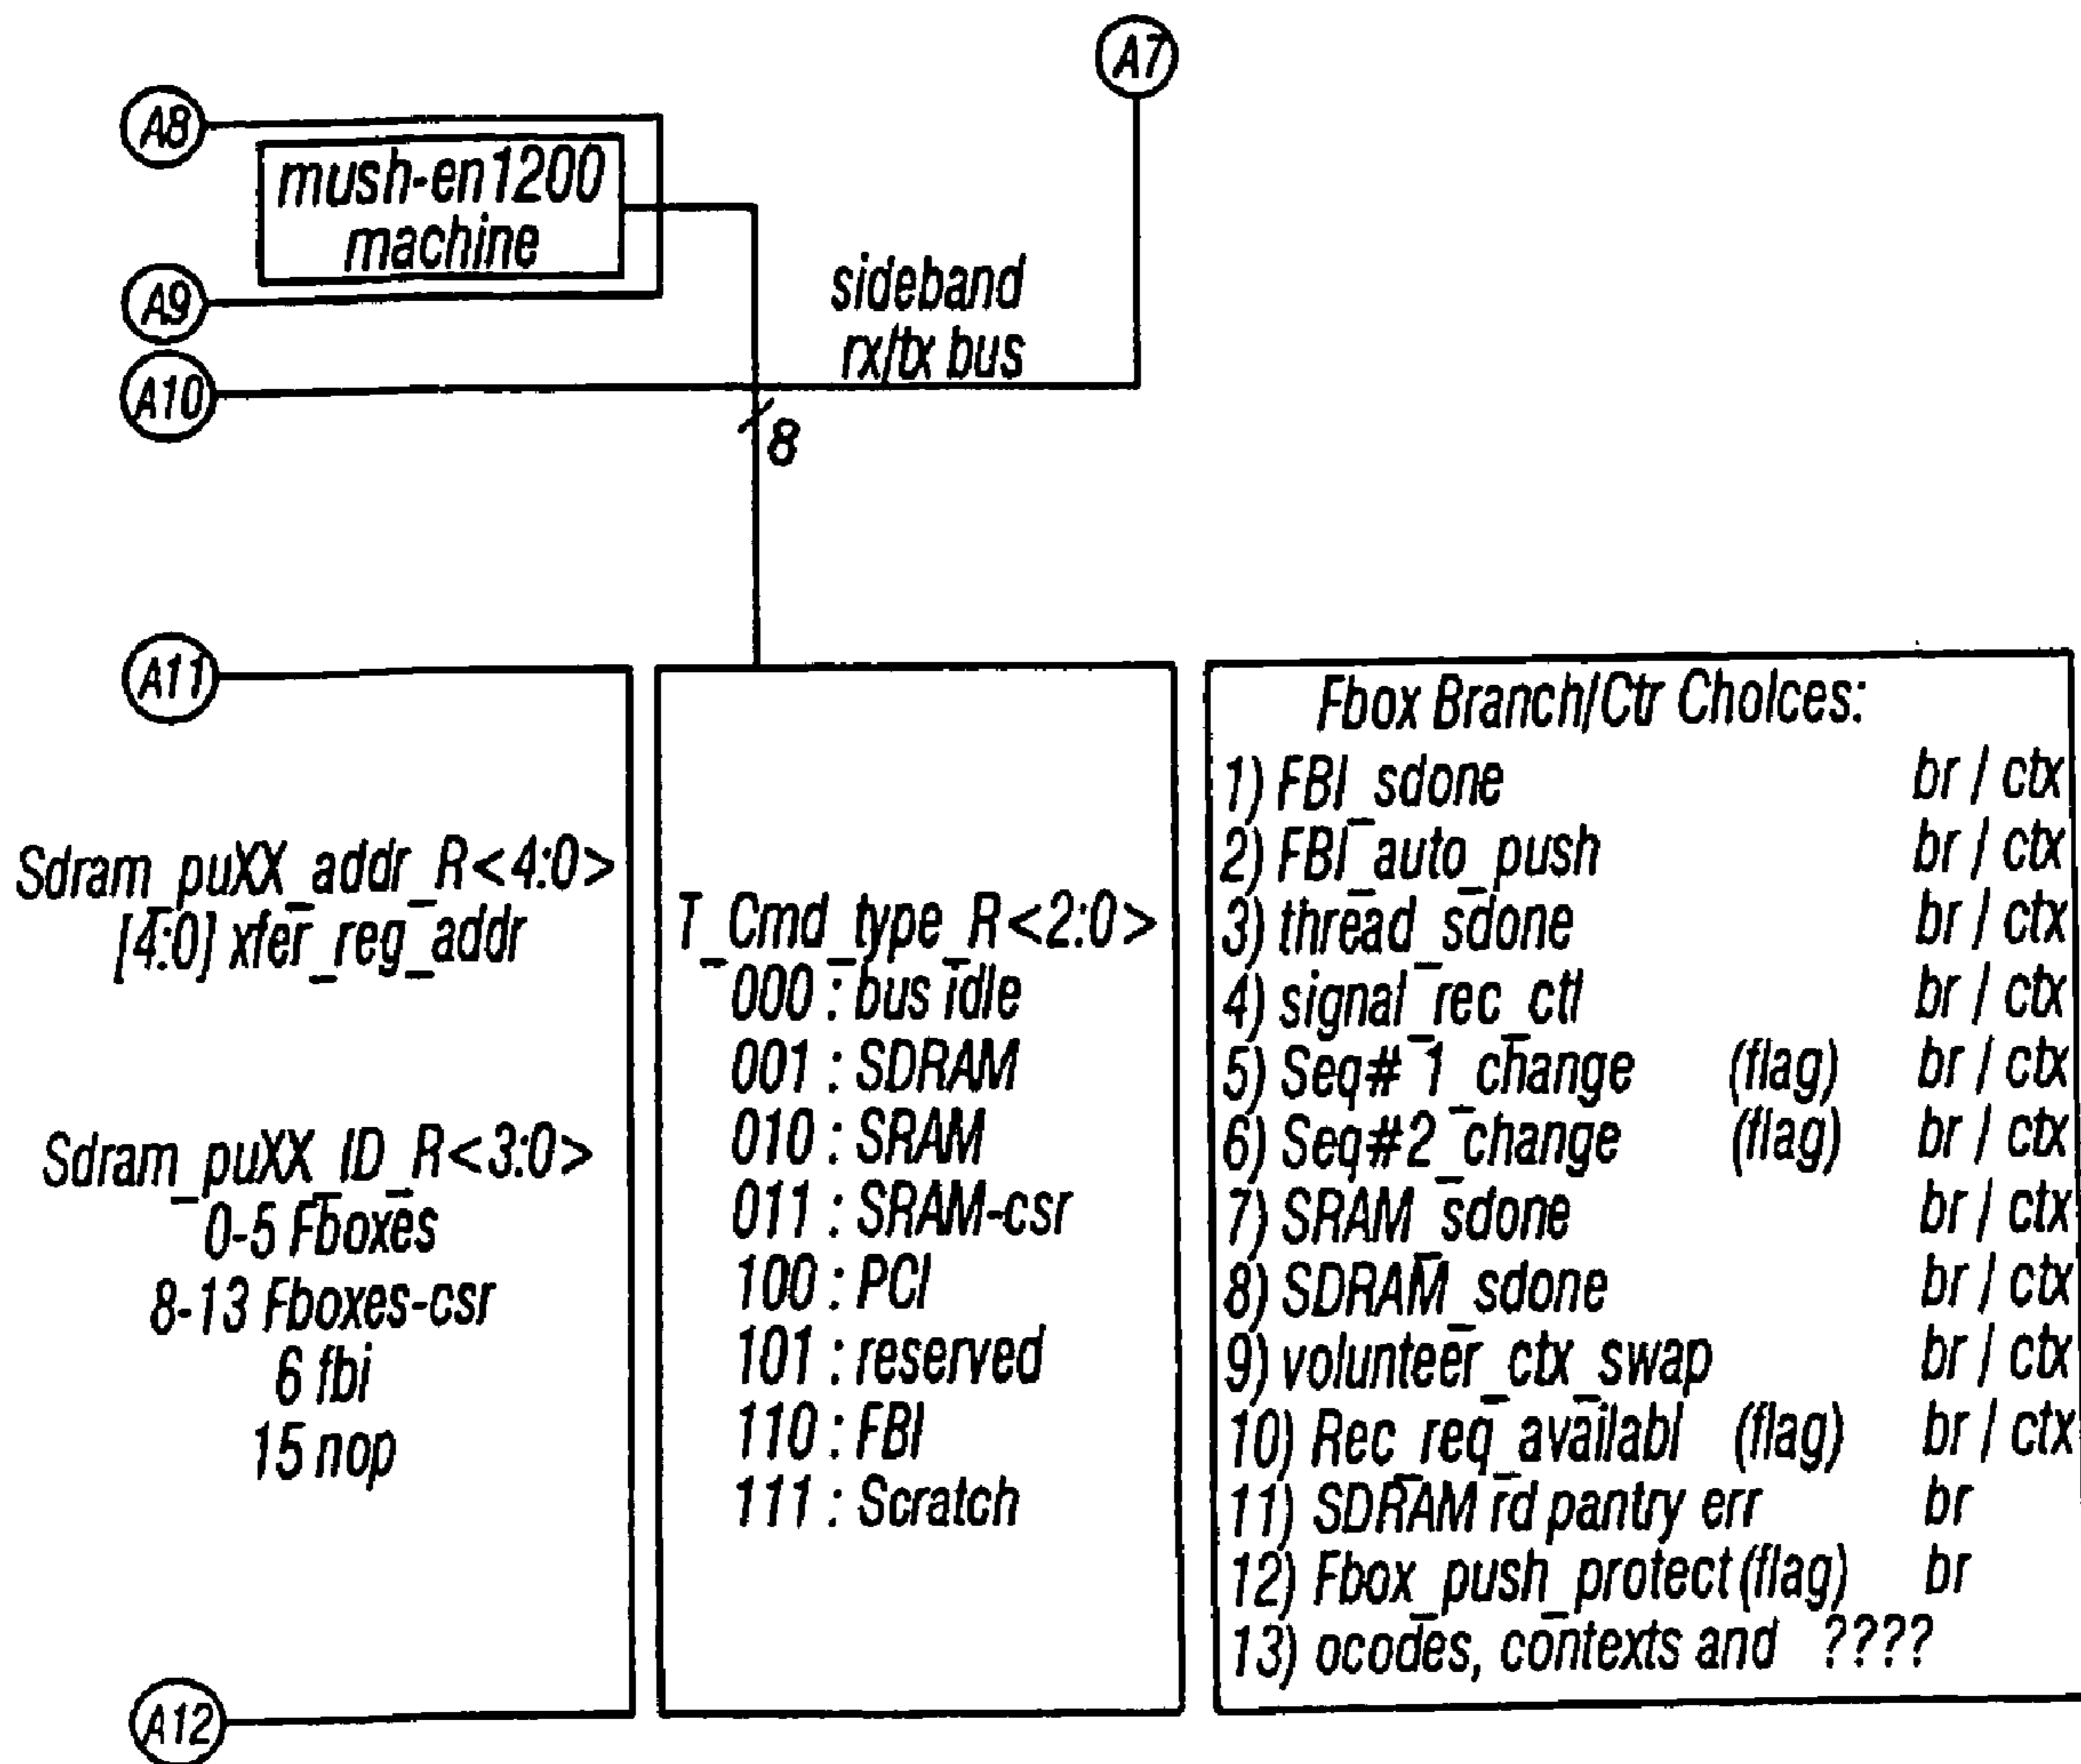 A7
A8
mush-en1200
machine
A9
sideband
rx/tx bus
A10
8
A11
Sdram_puXX_addr_R<4:0>
[4:0] xfer_reg_addr
Sdram_puXX_ID_R<3:0>
0-5 Fboxes
8-13 Fboxes-csr
6 fbi
15 nop
A12
T_Cmd_type_R<2:0>
000 : bus idle
001 : SDRAM
010 : SRAM
011 : SRAM-csr
100 : PCI
101 : reserved
110 : FBI
111 : Scratch
Fbox Branch/Ctr Choices:
1) FBI_sdone br / ctx
2) FBI_auto_push br / ctx
3) thread_sdone br / ctx
4) signal_rec_ctl br / ctx
5) Seq# 1_change (flag) br / ctx
6) Seq#2_change (flag) br / ctx
7) SRAM_sdone br / ctx
8) SDRAM_sdone br / ctx
9) volunteer_ctx_swap br / ctx
10) Rec_req_availabl (flag) br / ctx
11) SDRAM rd pantry err br
12) Fbox_push_protect (flag) br
13) ocodes, contexts and ????